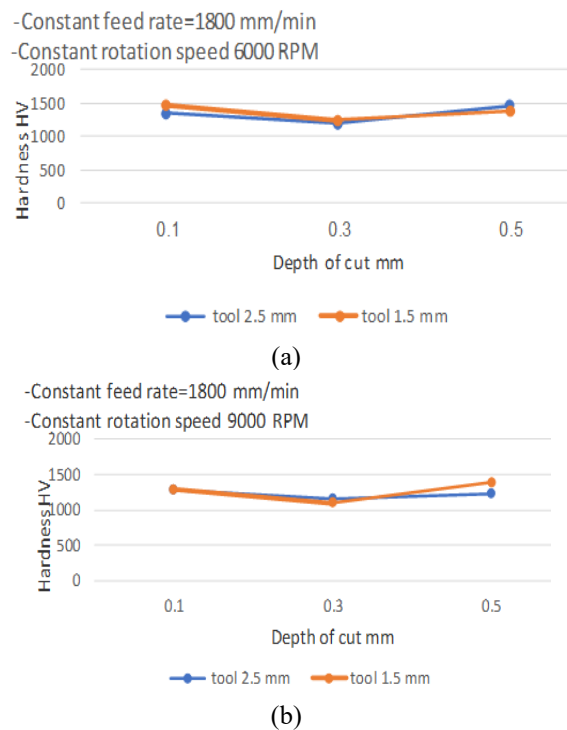 -Constant feed rate=1800 mm/min
-Constant rotation speed 6000 RPM
2000
1500
1000
500
0
Hardness HV
0.1 0.3 0.5
Depth of cut mm
tool 2.5 mm tool 1.5 mm
(a)
-Constant feed rate=1800 mm/min
-Constant rotation speed 9000 RPM
2000
1500
1000
500
0
Hardness HV
0.1 0.3 0.5
Depth of cut mm
tool 2.5 mm tool 1.5 mm
(b)